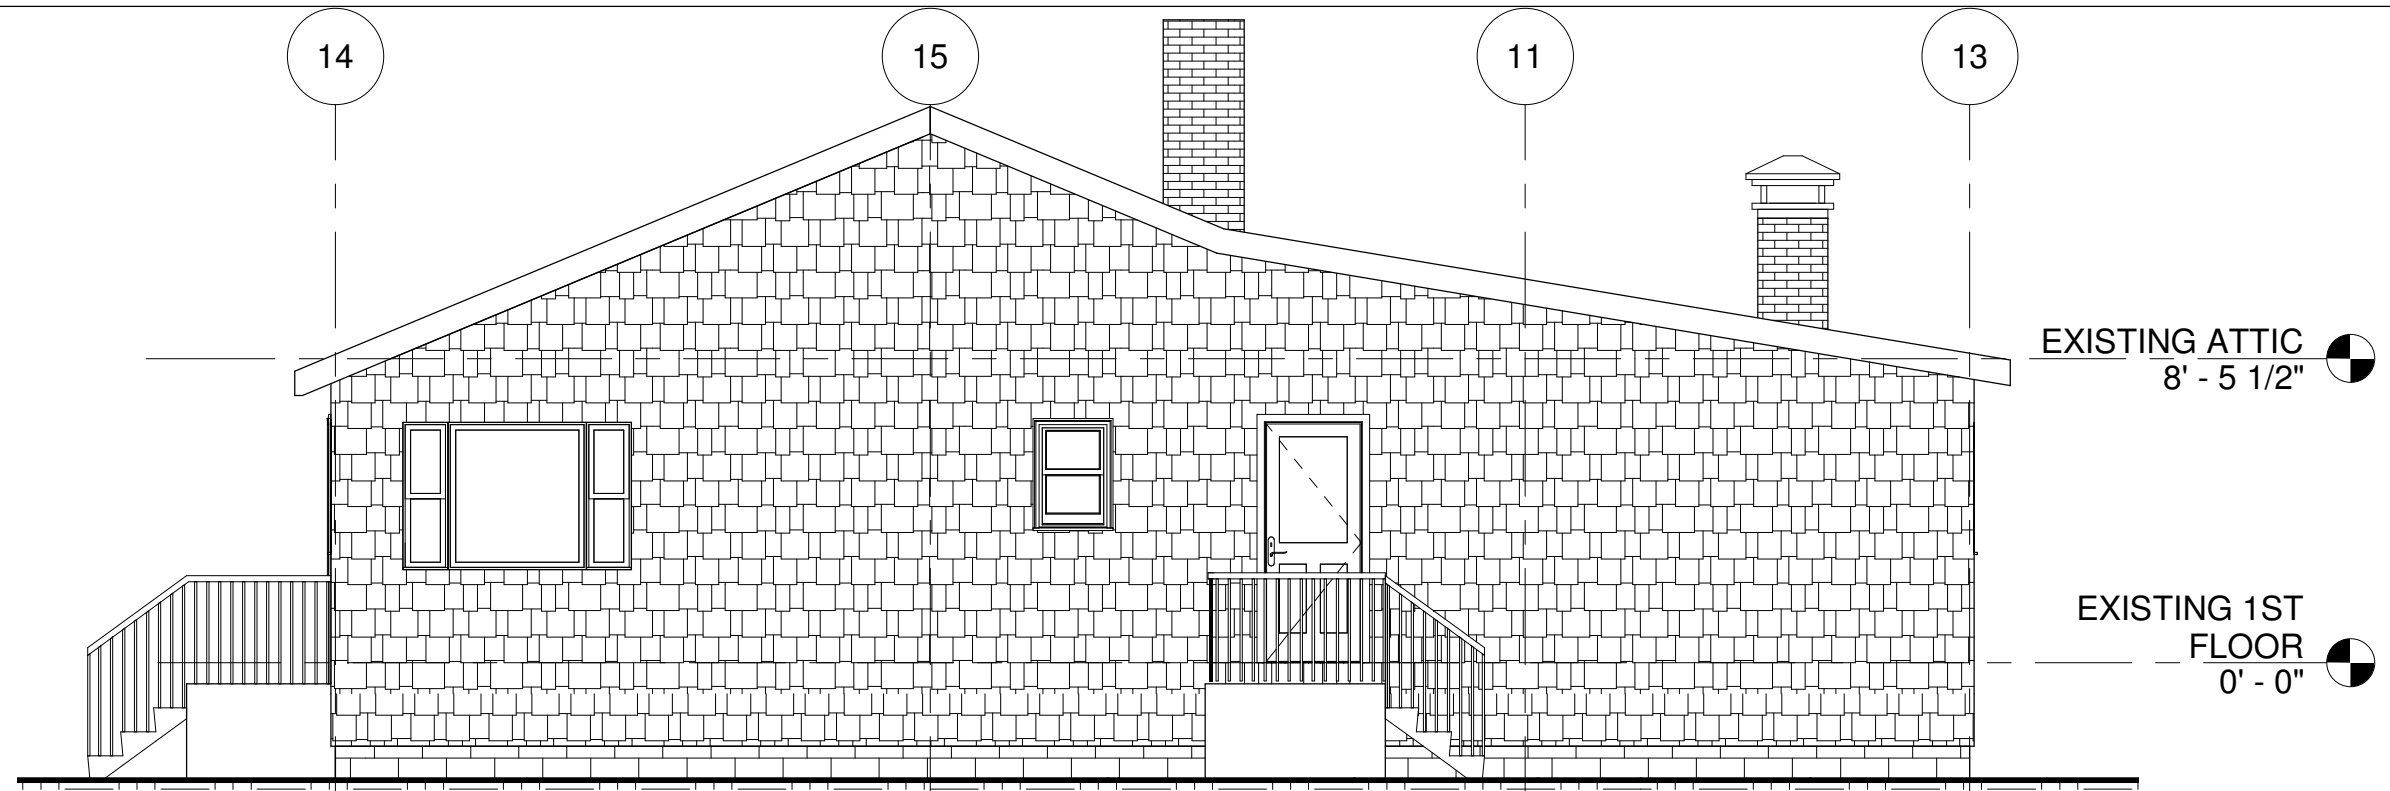 14
15
11
13
EXISTING ATTIC
8' - 5 1/2"
EXISTING 1ST
FLOOR
0' - 0"